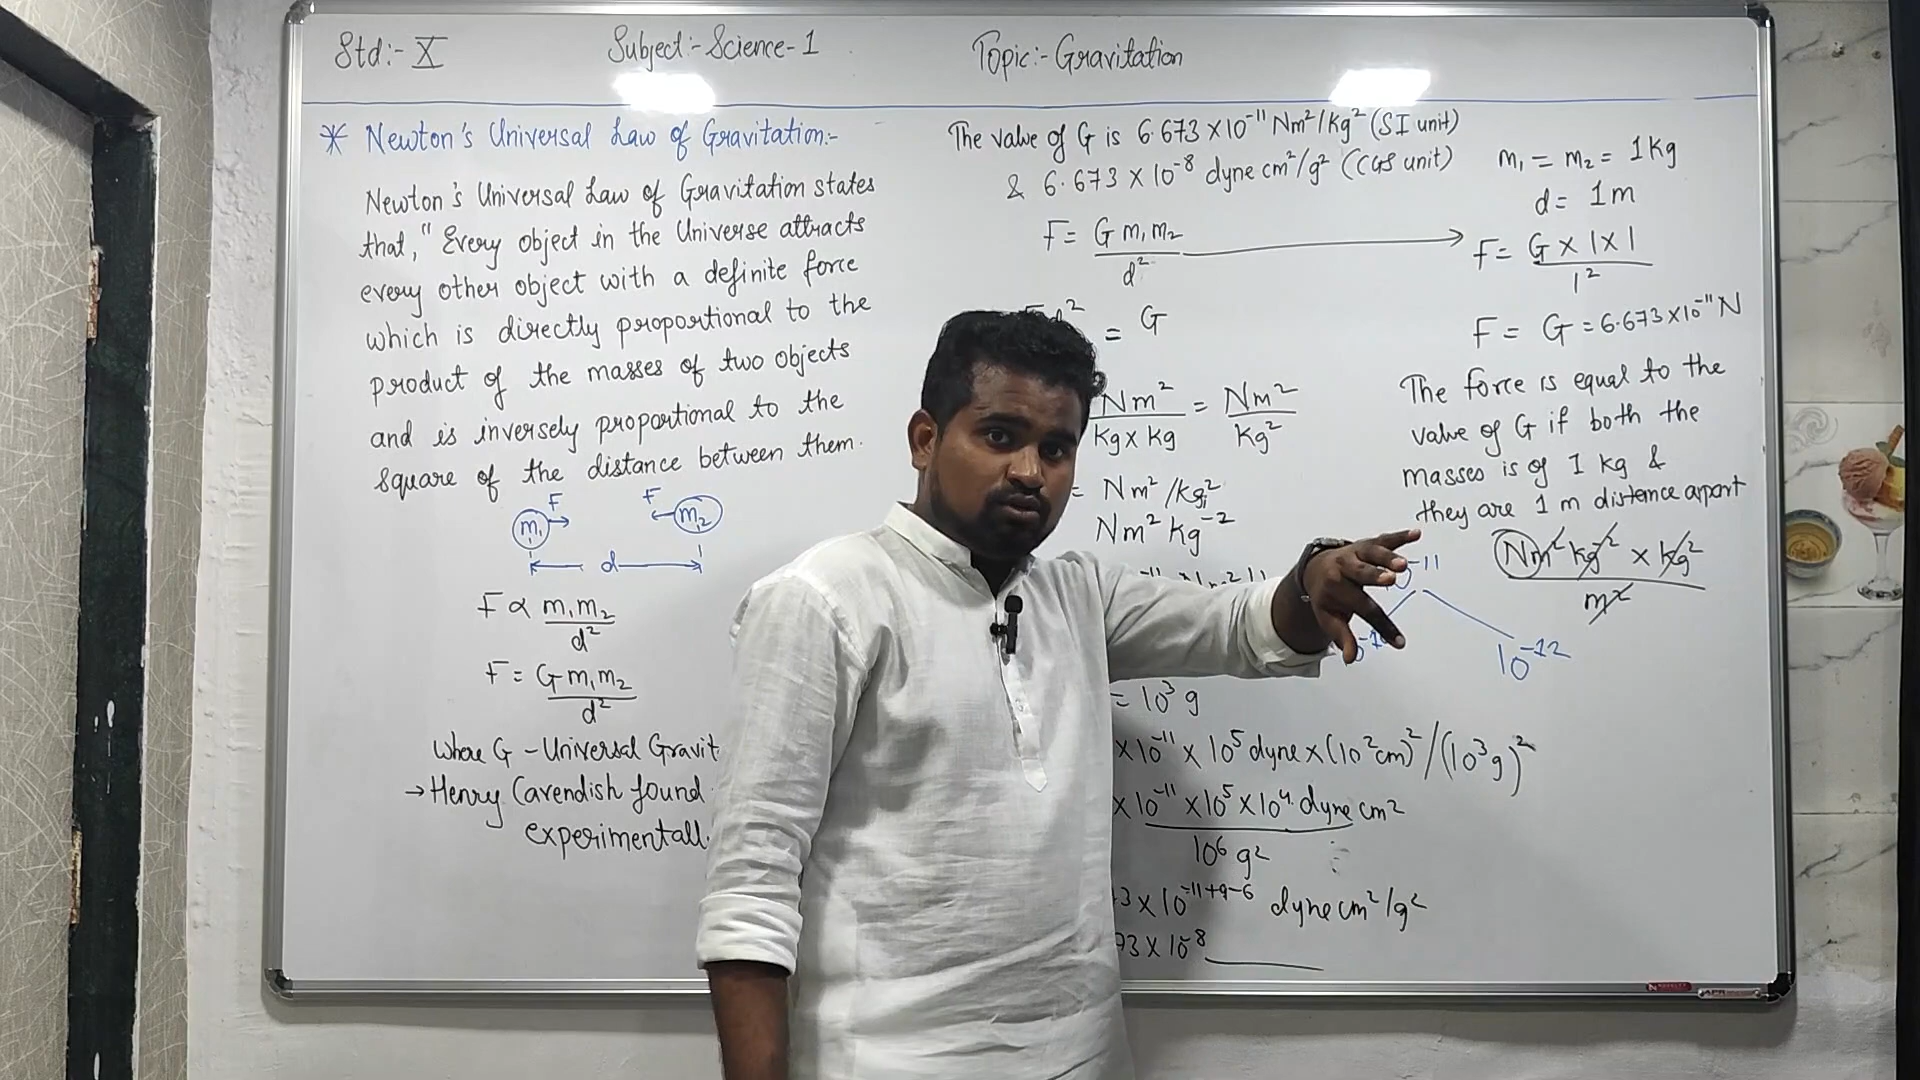 Std:- X
Subject:- Science-1
Topic:- Gravitation
* Newton's Universal Law of Gravitation:-
Newton's Universal Law of Gravitation states
that, "Every object in the Universe attracts
every other object with a definite force
which is directly proportional to the
product of the masses of two objects
and is inversely proportional to the
square of the distance between them.
F F
m₁ m₂
d
F ∝ m₁m₂/d²
F = Gm₁m₂/d²
where G - Universal Gravit
→ Henry Cavendish found
experimentall
The value of G is 6.673 × 10⁻¹¹ Nm²/kg² (SI unit)
& 6.673 × 10⁻⁸ dyne cm²/g² (CGS unit)
F = G m₁m₂/d²
d² = G
Nm²/kg×kg = Nm²/kg²
= Nm²/kg²
Nm² kg⁻²
= 10³ g
×10⁻¹¹ × 10⁵ dyne × (10²cm)²/(10³g)²
×10⁻¹¹ ×10⁵ ×10⁴ dyne cm²
10⁶ g²
3 × 10⁻¹¹⁺⁹⁻⁶ dyne cm²/g²
73 × 10⁻⁸
m₁ = m₂ = 1kg
d = 1m
F = G × 1 × 1/1²
F = G = 6.673×10⁻¹¹ N
The force is equal to the
value of G if both the
masses is of 1 kg &
they are 1 m distance apart
Nm² kg⁻² × kg²
m²
⁻¹¹
10⁻¹²